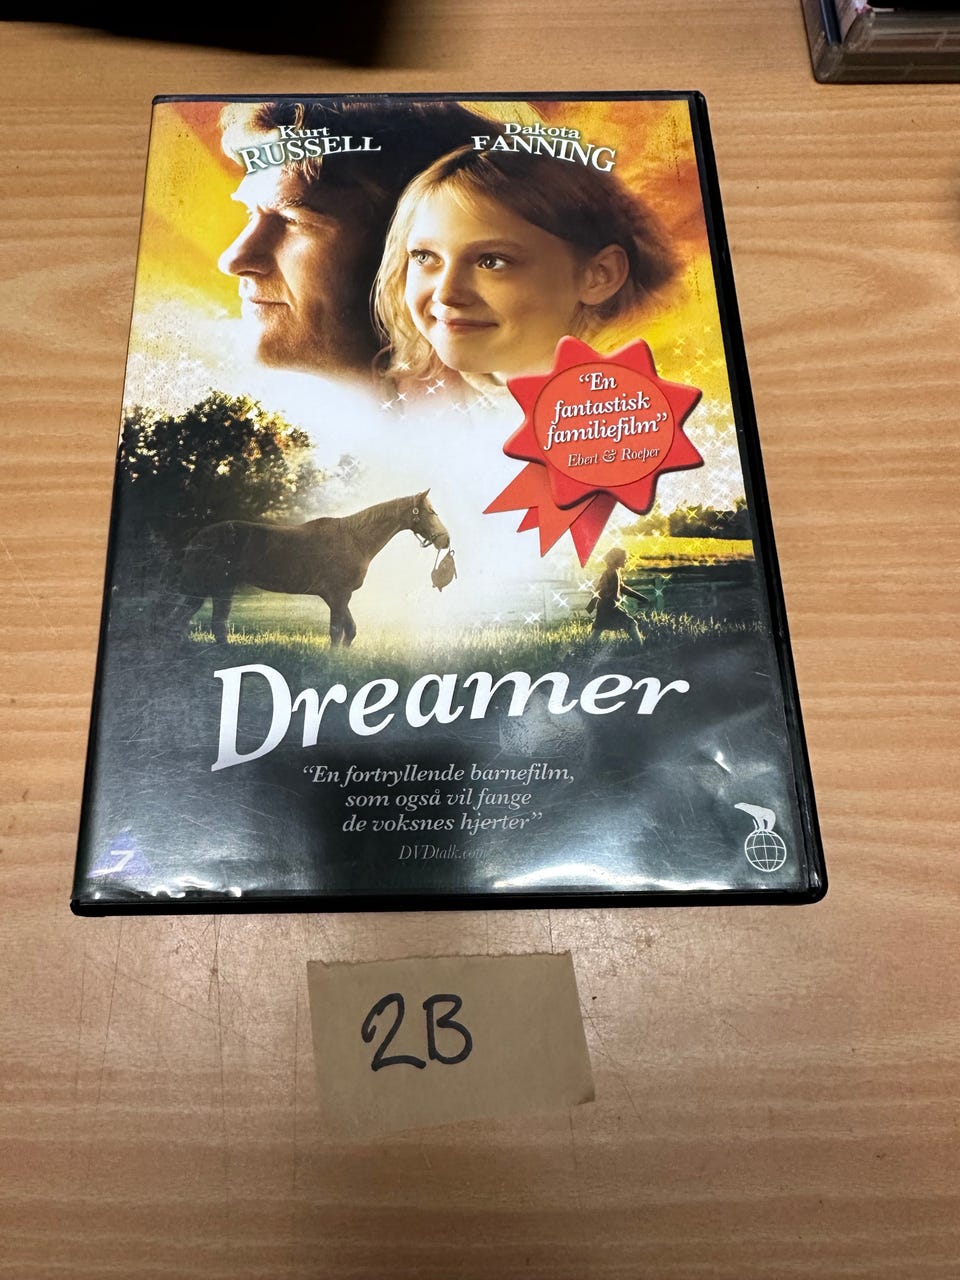 Kurt
RUSSELL
Dakota
FANNING
"En
fantastisk
familiefilm"
Ebert & Roeper
Dreamer
"En fortryllende barnefilm,
som også vil fange
de voksnes hjerter"
DVDtalk.com
7
2B